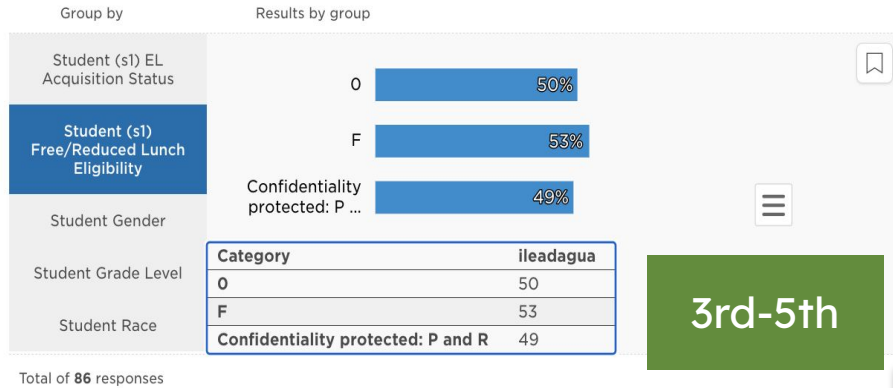 Group by
Results by group
Student (s1) EL
Acquisition Status
Student (s1)
Free/Reduced Lunch
Eligibility
Student Gender
Student Grade Level
Student Race
0
50%
F
53%
Confidentiality
protected: P ...
49%
Category ileadagua
0 50
F 53
Confidentiality protected: P and R 49
3rd-5th
Total of 86 responses